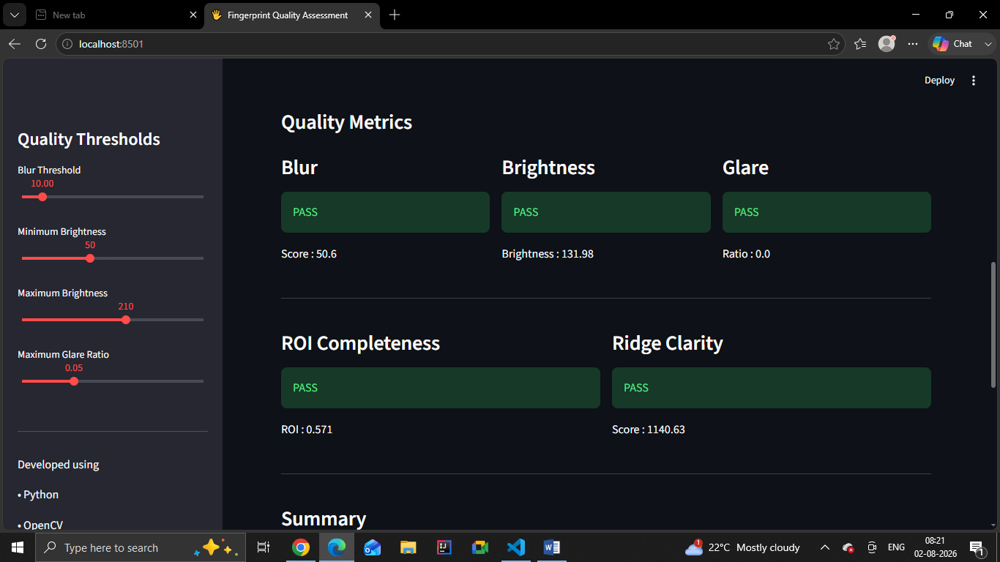 New tab
Fingerprint Quality Assessment
localhost:8501
Chat
Deploy
Quality Thresholds
Blur Threshold
10.00
Minimum Brightness
50
Maximum Brightness
210
Maximum Glare Ratio
0.05
Developed using
• Python
• OpenCV
Quality Metrics
Blur Brightness Glare
PASS PASS PASS
Score : 50.6 Brightness : 131.98 Ratio : 0.0
ROI Completeness Ridge Clarity
PASS PASS
ROI : 0.571 Score : 1140.63
Summary
Type here to search
1
22°C Mostly cloudy
ENG
08:21
02-08-2026
1